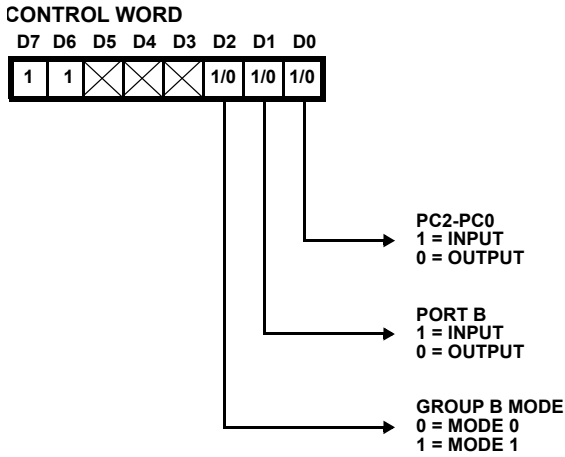 CONTROL WORD
D7 D6 D5 D4 D3 D2 D1 D0
1 1 1/0 1/0 1/0
PC2-PC0
1 = INPUT
0 = OUTPUT
PORT B
1 = INPUT
0 = OUTPUT
GROUP B MODE
0 = MODE 0
1 = MODE 1